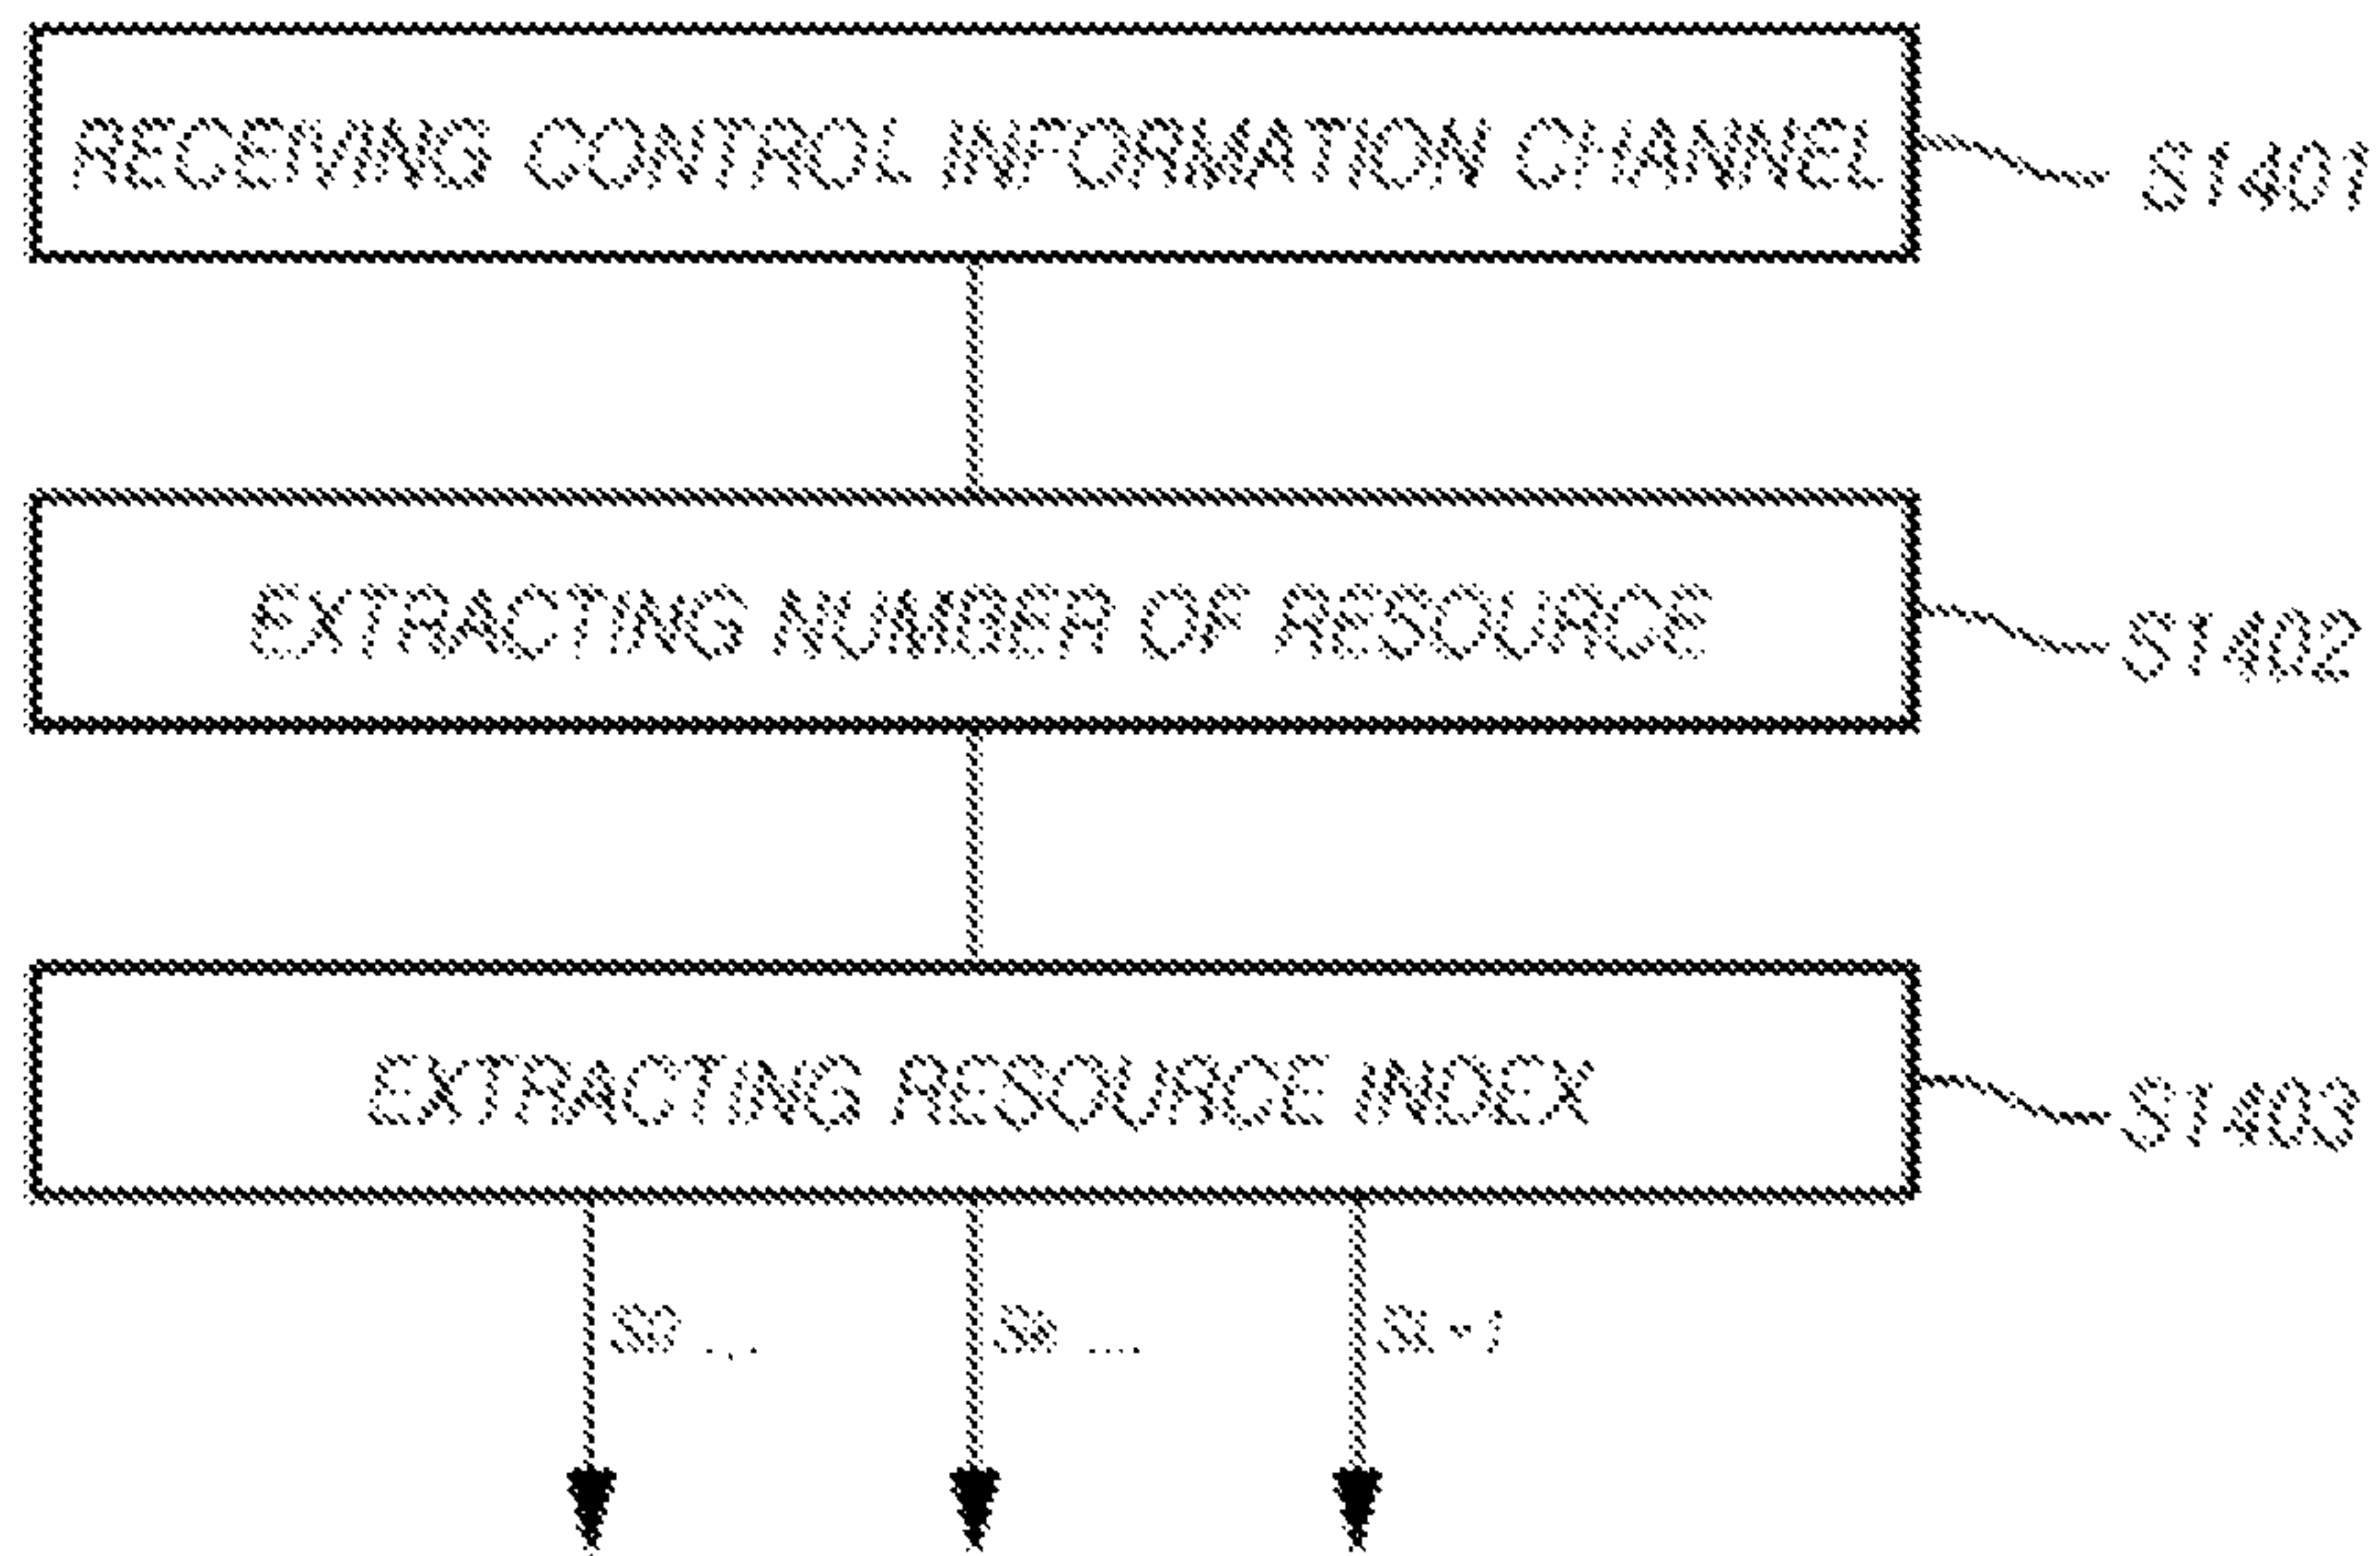 RECEIVING CONTROL INFORMATION CHANNEL S1401
EXTRACTING NUMBER OF RESOURCE S1402
EXTRACTING RESOURCE INDEX S1403